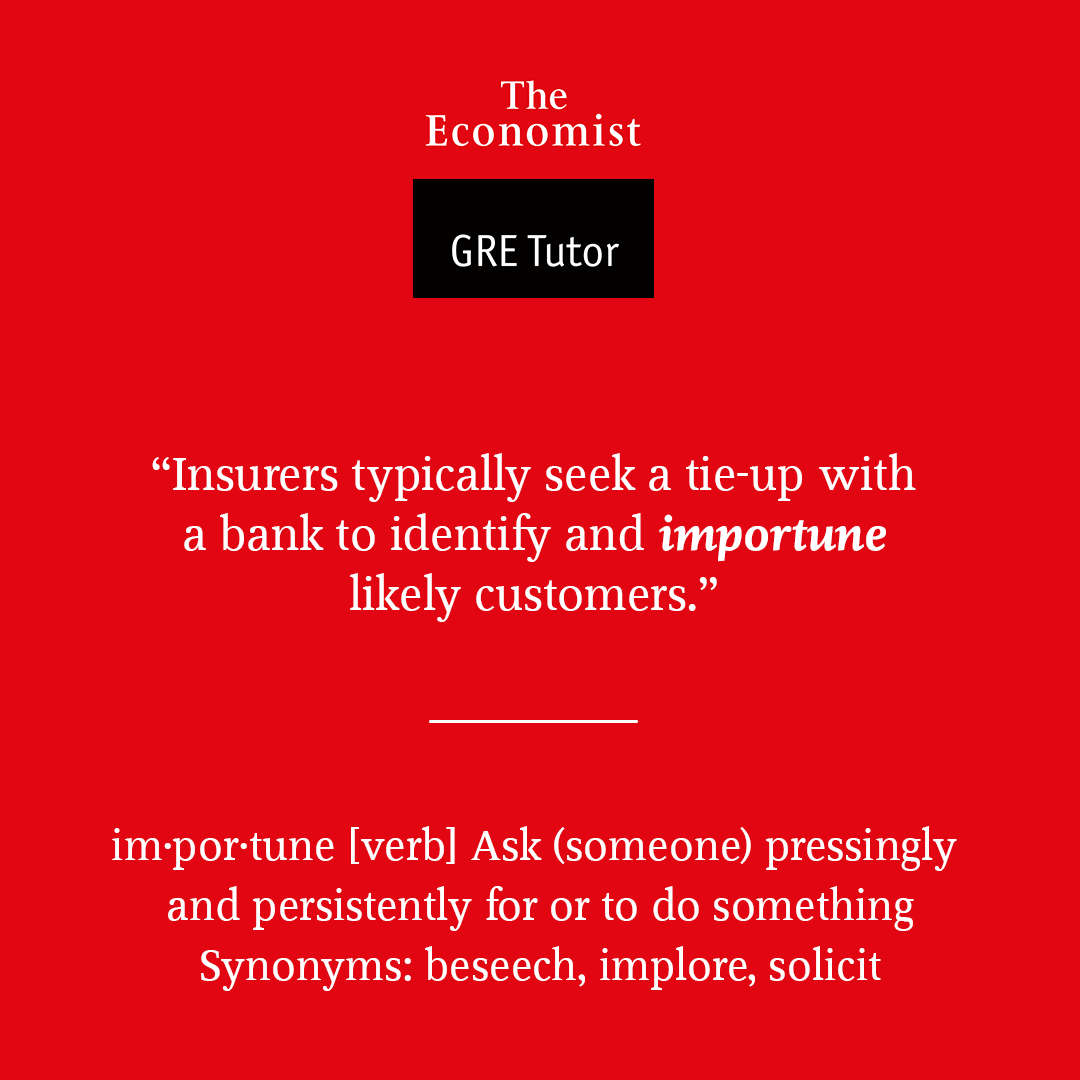 The
Economist
GRE Tutor
“Insurers typically seek a tie-up with
a bank to identify and importune
likely customers.”
im·por·tune [verb] Ask (someone) pressingly
and persistently for or to do something
Synonyms: beseech, implore, solicit